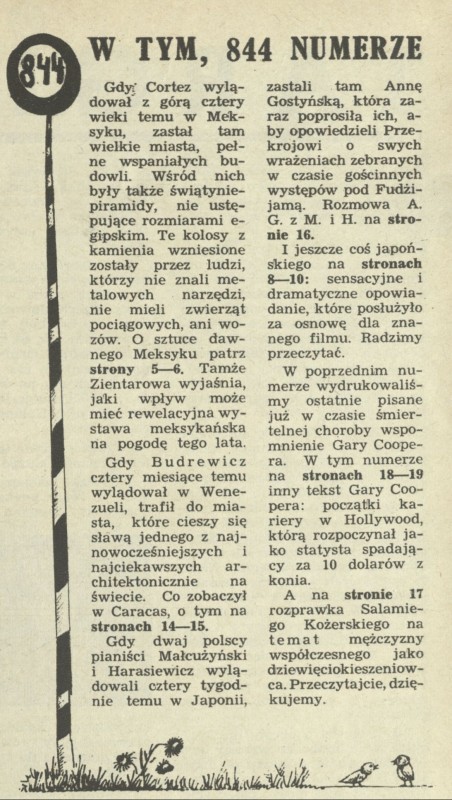 844
W TYM, 844 NUMERZE
Gdy Cortez wylą-
dował z górą cztery
wieki temu w Mek-
syku, zastał tam
wielkie miasta, peł-
ne wspaniałych bu-
dowli. Wśród nich
były także świątynie-
piramidy, nie ustę-
pujące rozmiarami e-
gipskim. Te kolosy z
kamienia wzniesione
zostały przez ludzi,
którzy nie znali me-
talowych narzędzi,
nie mieli zwierząt
pociągowych, ani wo-
zów. O sztuce daw-
nego Meksyku patrz
strony 5—6. Tamże
Zientarowa wyjaśnia,
jaki wpływ może
mieć rewelacyjna wy-
stawa meksykańska
na pogodę tego lata.
Gdy Budrewicz
cztery miesiące temu
wylądował w Wene-
zueli, trafił do mia-
sta, które cieszy się
sławą jednego z naj-
nowocześniejszych i
najciekawszych ar-
chitektonicznie na
świecie. Co zobaczył
w Caracas, o tym na
stronach 14—15.
Gdy dwaj polscy
pianiści Małcużyński
i Harasiewicz wylą-
dowali cztery tygod-
nie temu w Japonii,
zastali tam Annę
Gostyńską, która za-
raz poprosiła ich, a-
by opowiedzieli Prze-
krojowi o swych
wrażeniach zebranych
w czasie gościnnych
występów pod Fudżi-
jamą. Rozmowa A.
G. z M. i H. na stro-
nie 16.
I jeszcze coś japoń-
skiego na stronach
8—10: sensacyjne i
dramatyczne opowia-
danie, które posłużyło
za osnowę dla zna-
nego filmu. Radzimy
przeczytać.
W poprzednim nu-
merze wydrukowaliś-
my ostatnie pisane
już w czasie śmier-
telnej choroby wspo-
mnienie Gary Coope-
ra. W tym numerze
na stronach 18—19
inny tekst Gary Coo-
pera: początki ka-
riery w Hollywood,
którą rozpoczynał ja-
ko statysta spadają-
cy za 10 dolarów z
konia.
A na stronie 17
rozprawka Salamie-
go Kożerskiego na
temat mężczyzny
współczesnego jako
dziewięciokieszeniow-
ca. Przeczytajcie, dzię-
kujemy.